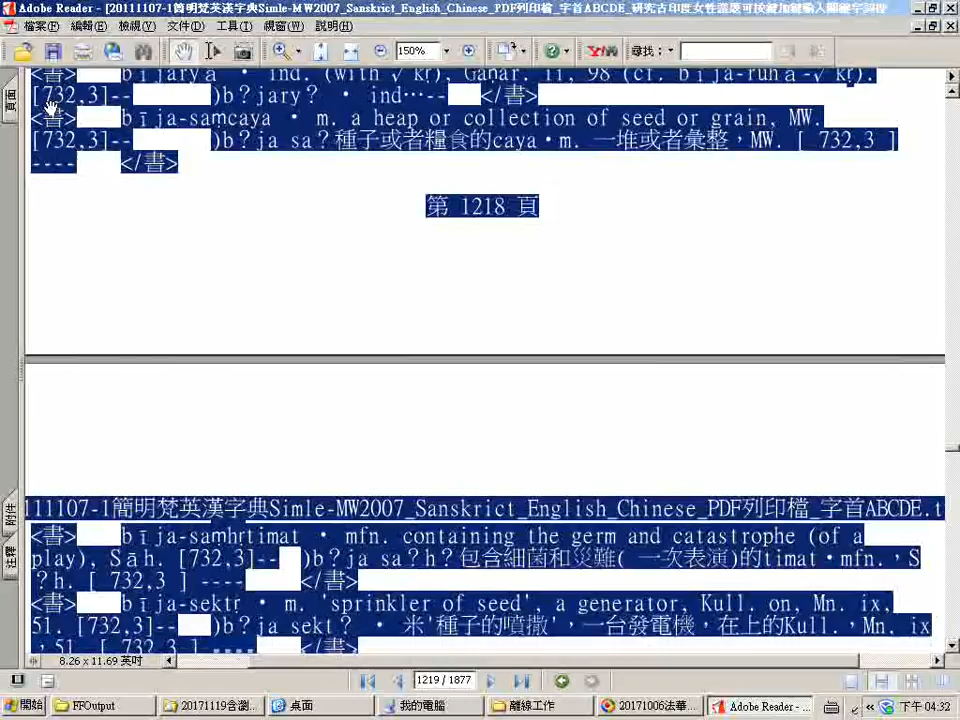 Adobe Reader - [20111107-1簡明梵英漢字典Simle-MW2007_Sanskrict_English_Chinese_PDF列印檔_字首ABCDE_研究古印度女性議題可按鍵加鍵輸入關鍵字詞搜
檔案(F) 編輯(E) 檢視(V) 文件(D) 工具(T) 視窗(W) 說明(H)
150% 尋找：
頁面
<書> bījaryā ‧ ind. (with √ kṛ), Gaṇar. ii, 98 (cf. bīja-ruhā-√ kṛ).
[732,3]-- )b？jary？ ‧ ind…-- </書>
<書> bīja-saṃcaya ‧ m. a heap or collection of seed or grain, MW.
[732,3]-- )b？ja sa？種子或者糧食的caya‧m. 一堆或者彙整，MW. [ 732,3 ]
---- </書>
第 1218 頁
111107-1簡明梵英漢字典Simle-MW2007_Sanskrict_English_Chinese_PDF列印檔_字首ABCDE.t
<書> bīja-saṃhṛtimat ‧ mfn. containing the germ and catastrophe (of a
play), Sāh. [732,3]-- )b？ja sa？h？包含細菌和災難( 一次表演)的timat‧mfn.，S
？h. [ 732,3 ] ---- </書>
<書> bīja-sektṛ ‧ m. 'sprinkler of seed', a generator, Kull. on, Mn. ix,
51. [732,3]-- )b？ja sekt？ ‧ 米'種子的噴撒'，一台發電機，在上的Kull.，Mn. ix
，51. [ 732,3 ] ---- </書>
附件
注釋
8.26 x 11.69 英吋
1219 / 1877
開始 FFOutput 20171119含瀏... 桌面 我的電腦 離線工作 20171006法華... Adobe Reader - [... 下午 04:32